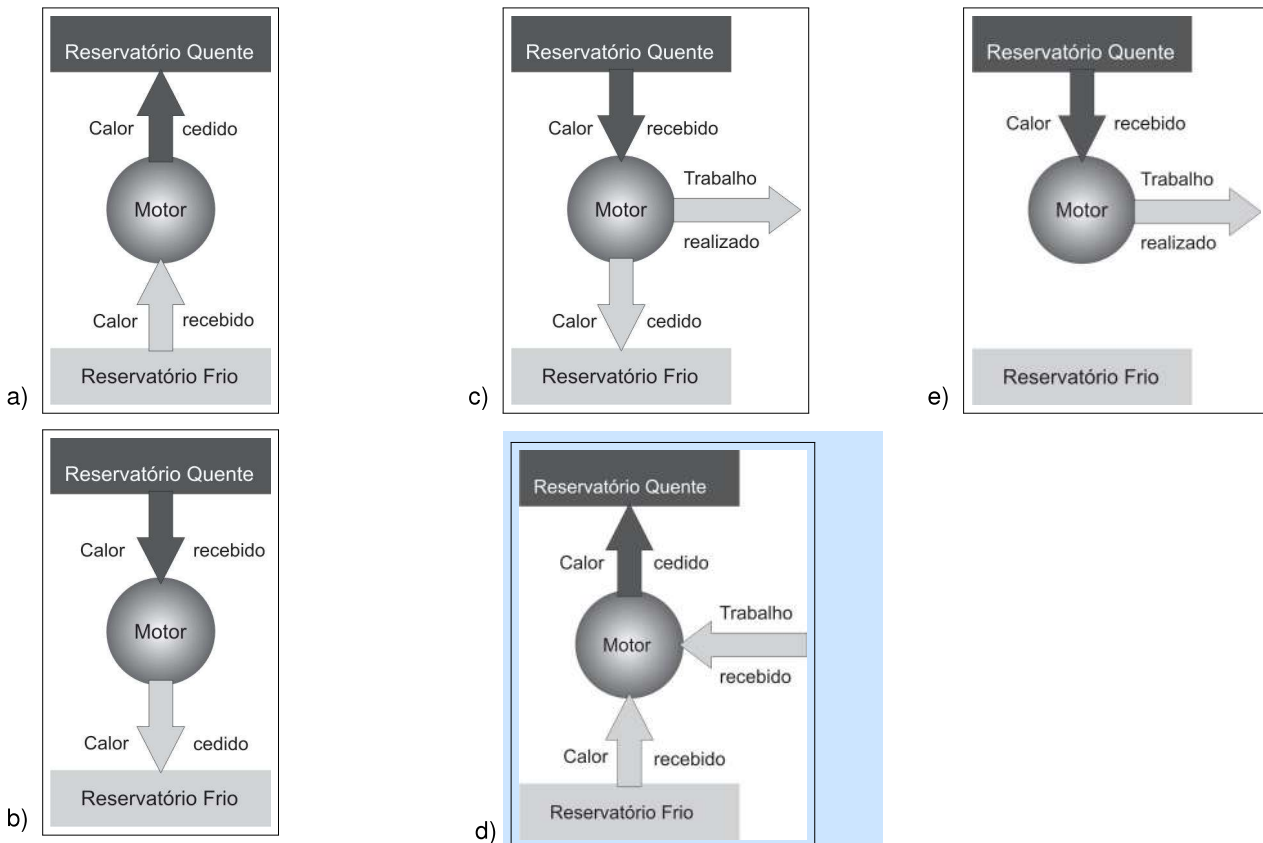 a)
Reservatório Quente
Calor cedido
Motor
Calor recebido
Reservatório Frio
b)
Reservatório Quente
Calor recebido
Motor
Calor cedido
Reservatório Frio
c)
Reservatório Quente
Calor recebido
Trabalho
Motor
realizado
Calor cedido
Reservatório Frio
d)
Reservatório Quente
Calor cedido
Trabalho
Motor
recebido
Calor recebido
Reservatório Frio
e)
Reservatório Quente
Calor recebido
Trabalho
Motor
realizado
Reservatório Frio